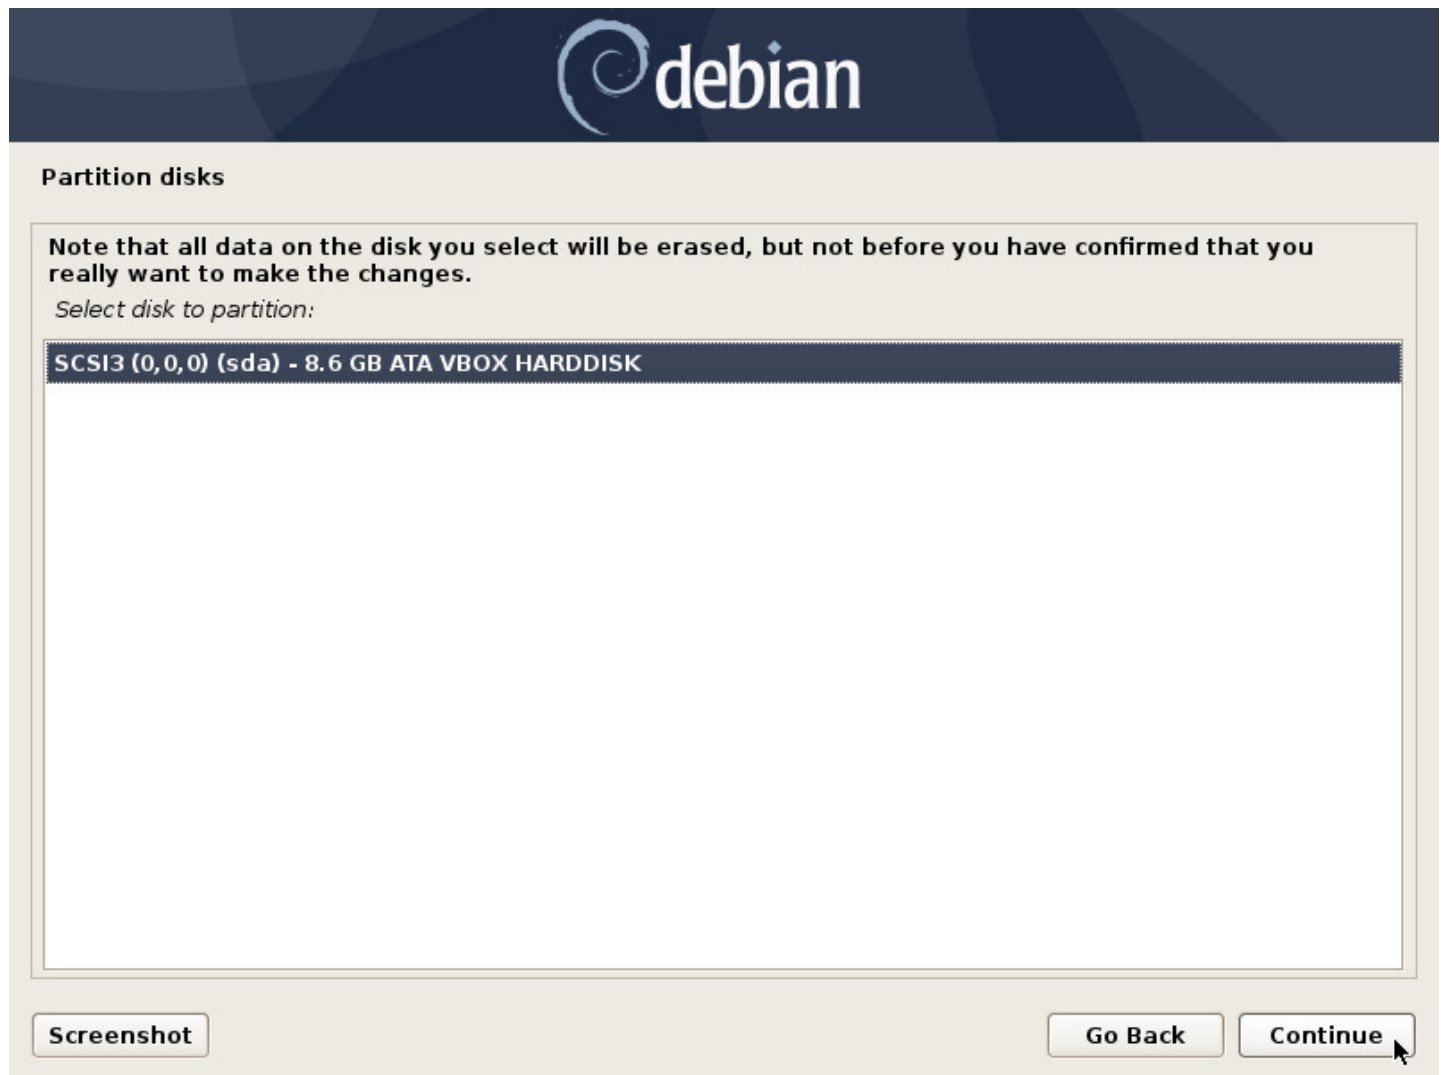 debian
Partition disks
Note that all data on the disk you select will be erased, but not before you have confirmed that you
really want to make the changes.
Select disk to partition:
SCSI3 (0,0,0) (sda) - 8.6 GB ATA VBOX HARDDISK
Screenshot
Go Back
Continue